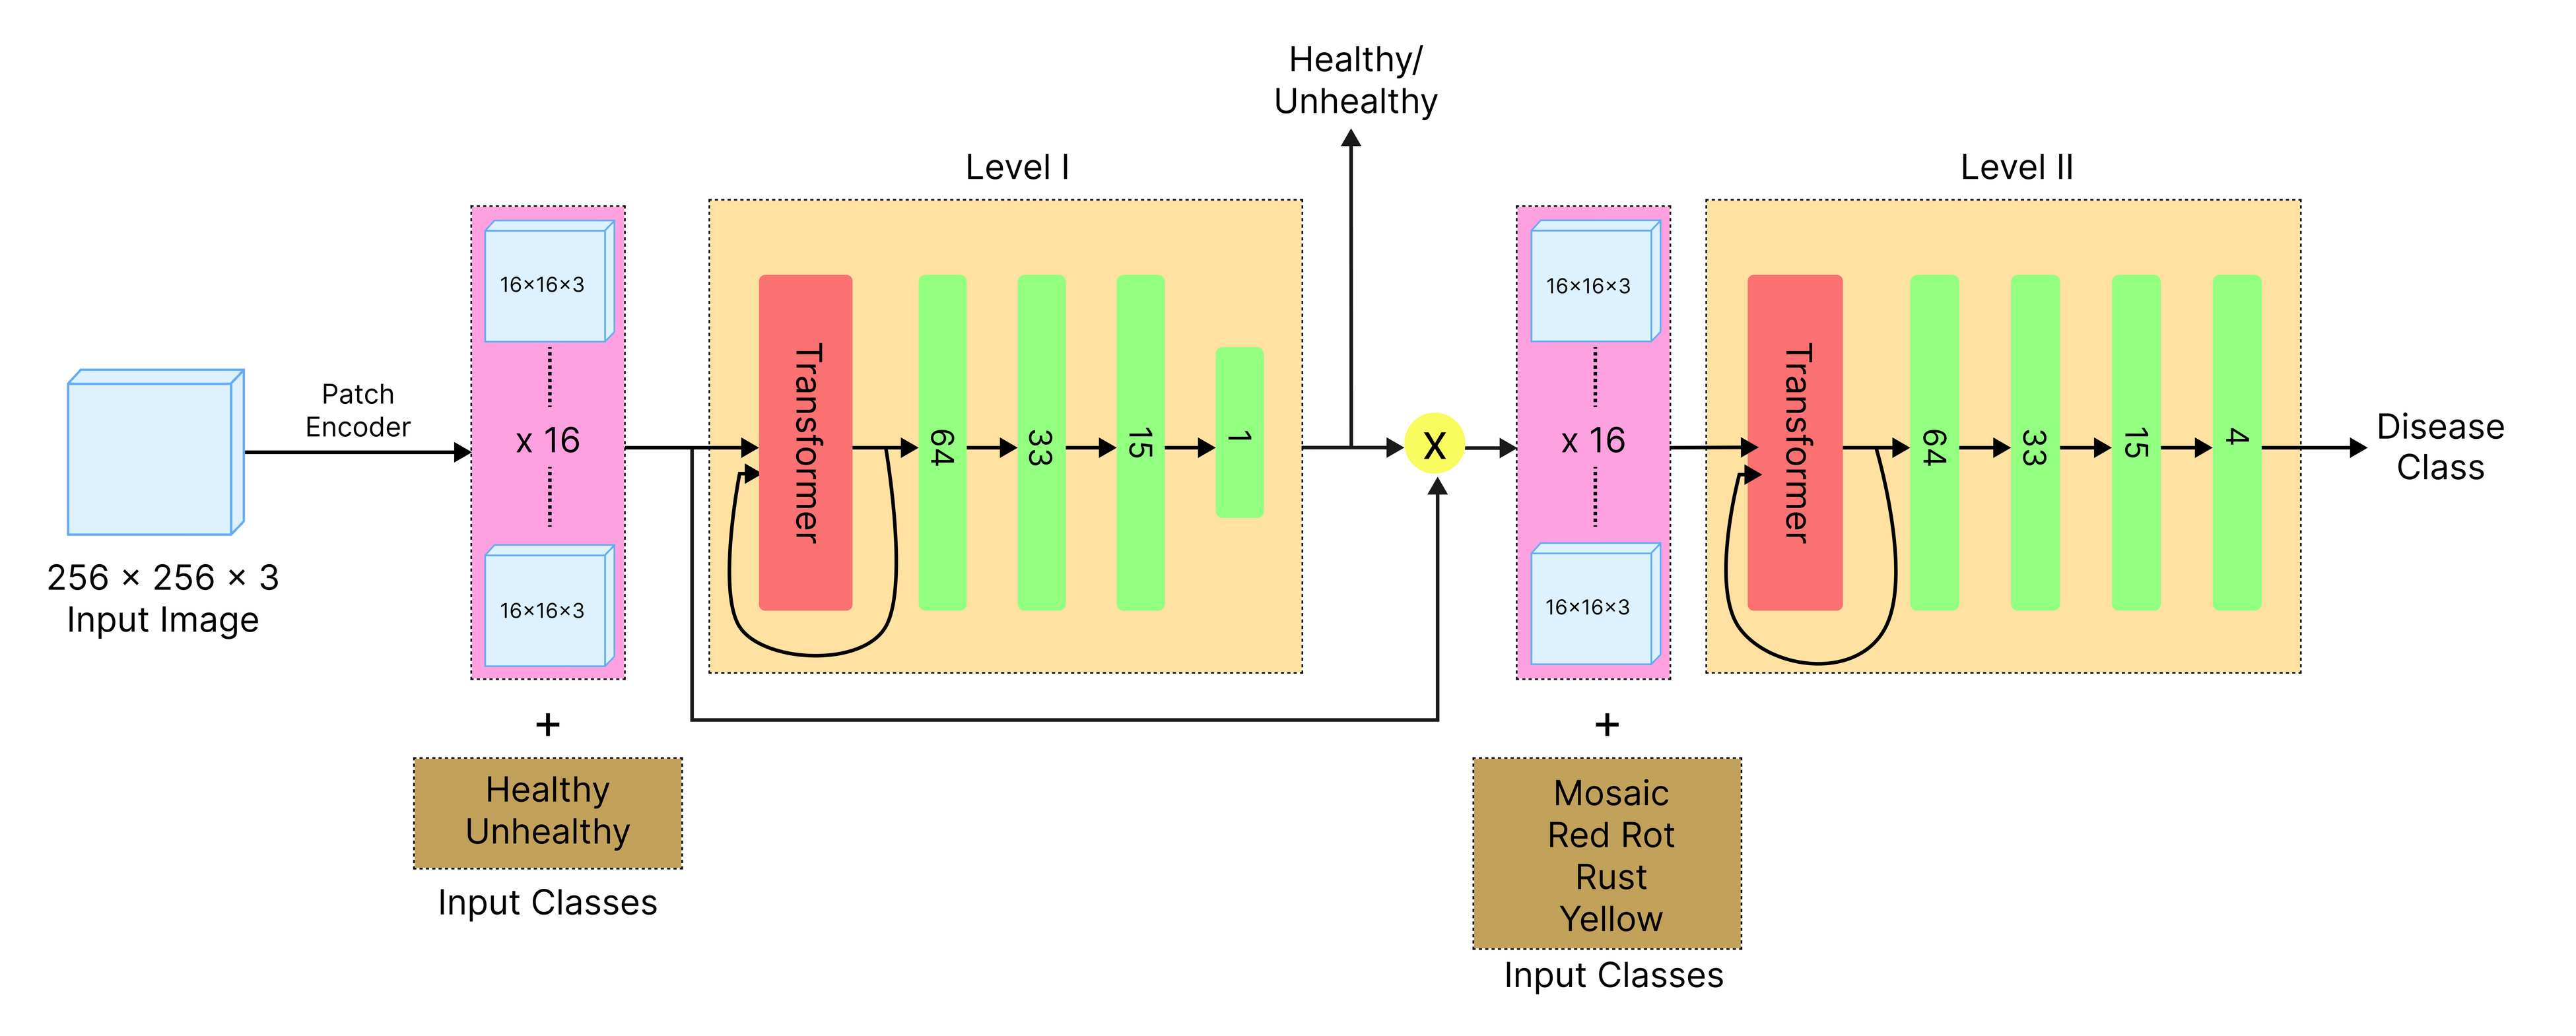 Healthy/
Unhealthy
Level I
Level II
16×16×3
16×16×3
Patch
Encoder
x 16
Transformer
64
33
15
1
X
x 16
Transformer
64
33
15
4
Disease
Class
256 × 256 × 3
Input Image
16×16×3
16×16×3
+
+
Healthy
Unhealthy
Input Classes
Mosaic
Red Rot
Rust
Yellow
Input Classes